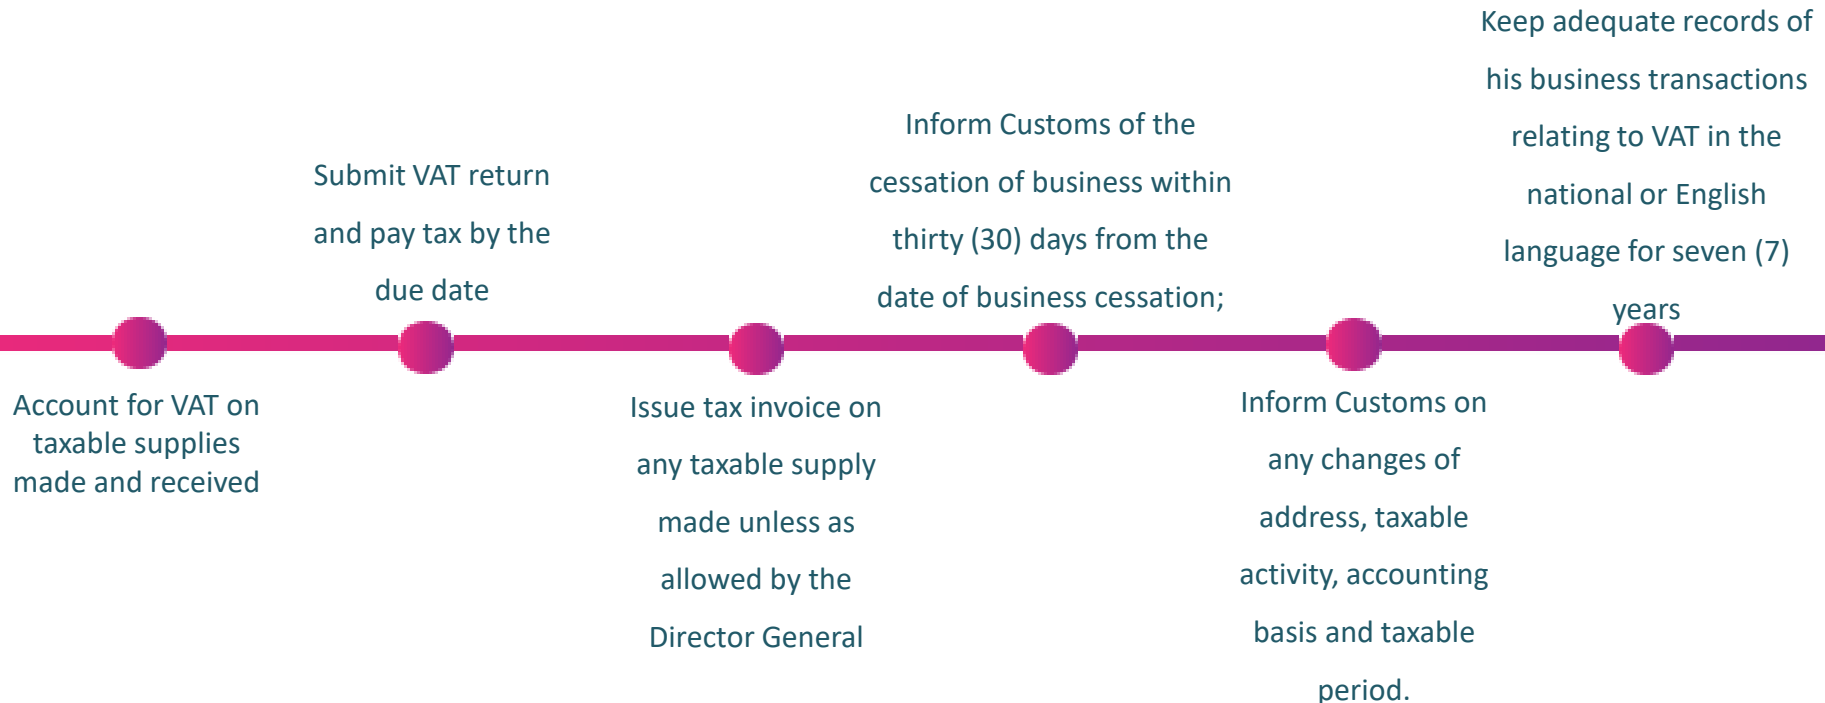 Account for VAT on
taxable supplies
made and received
Submit VAT return
and pay tax by the
due date
Issue tax invoice on
any taxable supply
made unless as
allowed by the
Director General
Inform Customs of the
cessation of business within
thirty (30) days from the
date of business cessation;
Inform Customs on
any changes of
address, taxable
activity, accounting
basis and taxable
period.
Keep adequate records of
his business transactions
relating to VAT in the
national or English
language for seven (7)
years